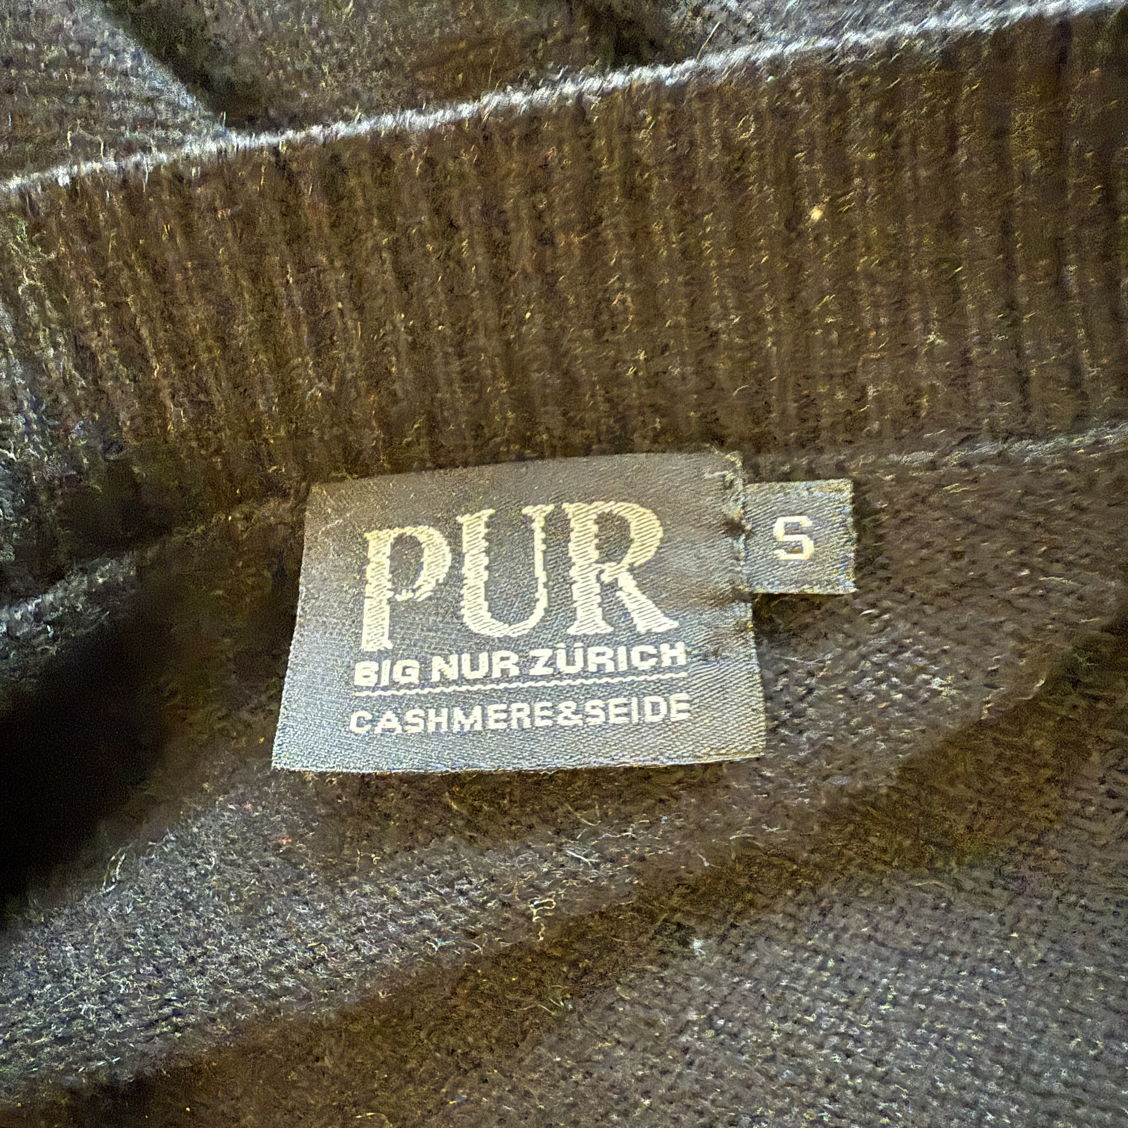 PUR
S
BIG NUR ZÜRICH
CASHMERE&SEIDE